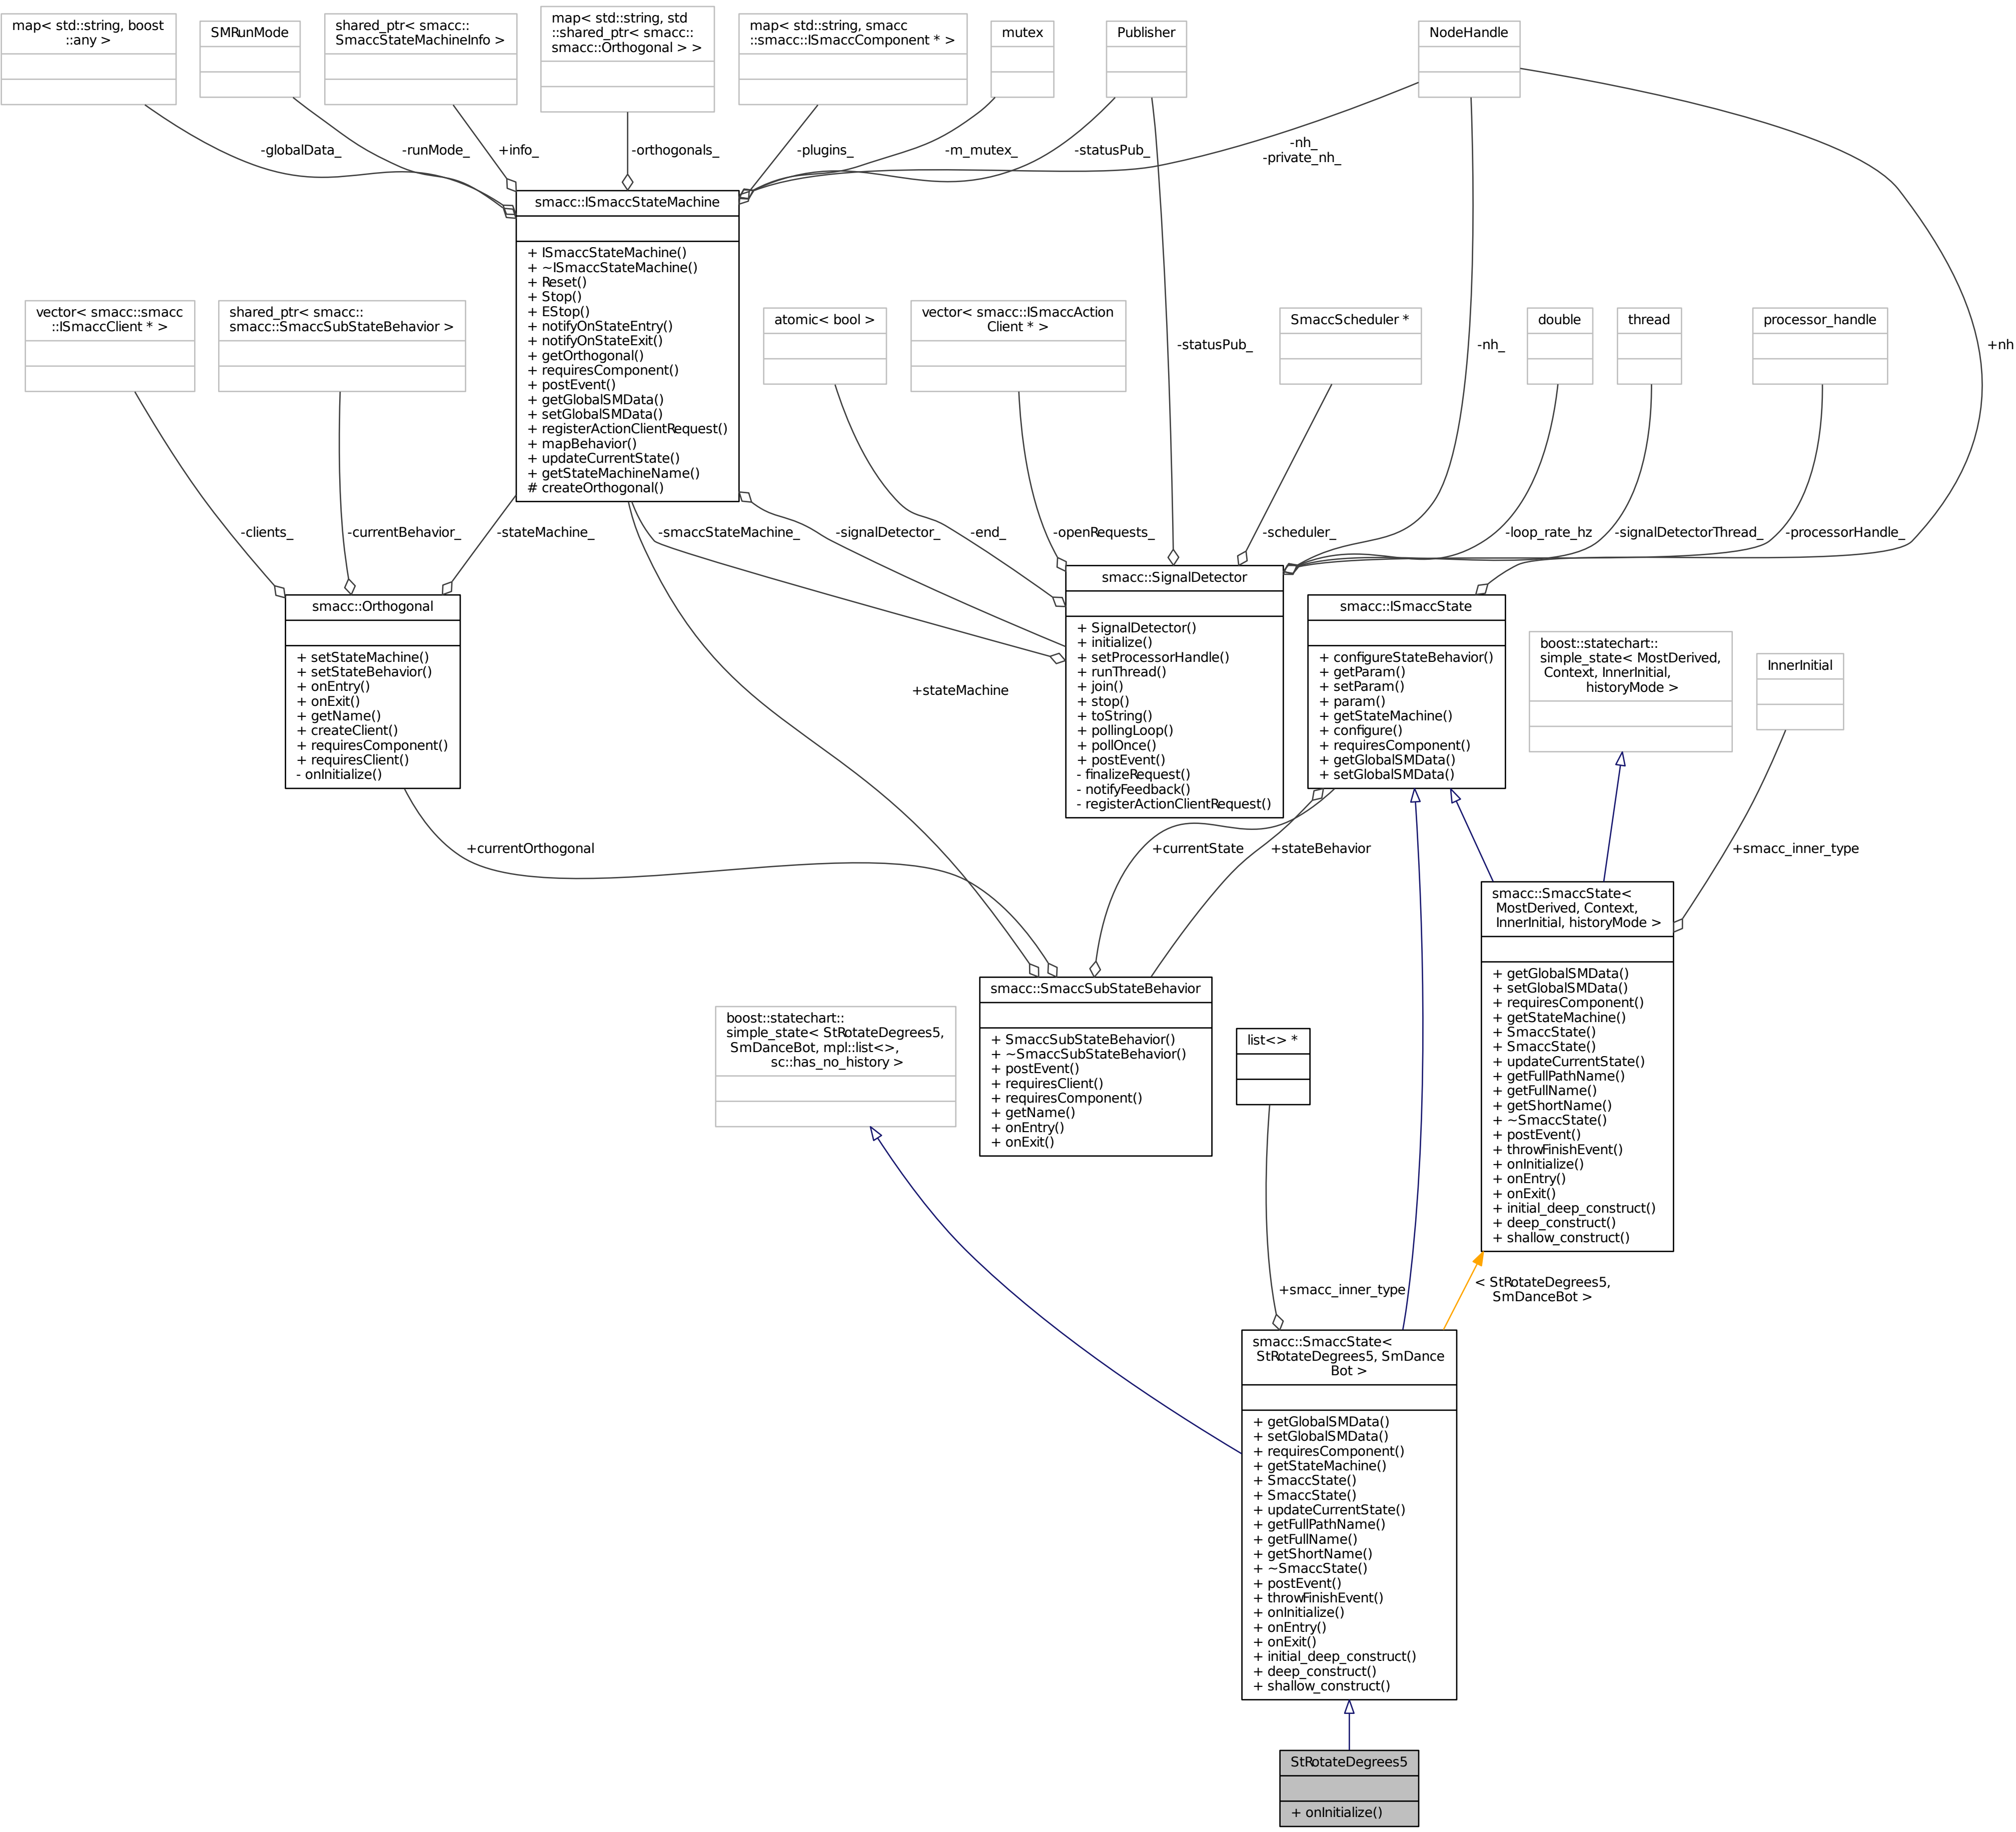 map< std::string, boost
::any >
SMRunMode
shared_ptr< smacc::
SmaccStateMachineInfo >
map< std::string, std
::shared_ptr< smacc::
smacc::Orthogonal > >
map< std::string, smacc
::smacc::ISmaccComponent * >
mutex
Publisher
NodeHandle
-globalData_
-runMode_
+info_
-orthogonals_
-plugins_
-m_mutex_
-statusPub_
-nh_
-private_nh_
smacc::ISmaccStateMachine
+ ISmaccStateMachine()
+ ~ISmaccStateMachine()
+ Reset()
+ Stop()
+ EStop()
+ notifyOnStateEntry()
+ notifyOnStateExit()
+ getOrthogonal()
+ requiresComponent()
+ postEvent()
+ getGlobalSMData()
+ setGlobalSMData()
+ registerActionClientRequest()
+ mapBehavior()
+ updateCurrentState()
+ getStateMachineName()
# createOrthogonal()
vector< smacc::smacc
::ISmaccClient * >
shared_ptr< smacc::
smacc::SmaccSubStateBehavior >
atomic< bool >
vector< smacc::ISmaccAction
Client * >
SmaccScheduler *
double
thread
processor_handle
-statusPub_
-nh_
+nh
-clients_
-currentBehavior_
-stateMachine_
-smaccStateMachine_
-signalDetector_
-end_
-openRequests_
-scheduler_
-loop_rate_hz
-signalDetectorThread_
-processorHandle_
smacc::Orthogonal
+ setStateMachine()
+ setStateBehavior()
+ onEntry()
+ onExit()
+ getName()
+ createClient()
+ requiresComponent()
+ requiresClient()
- onInitialize()
smacc::SignalDetector
+ SignalDetector()
+ initialize()
+ setProcessorHandle()
+ runThread()
+ join()
+ stop()
+ toString()
+ pollingLoop()
+ pollOnce()
+ postEvent()
- finalizeRequest()
- notifyFeedback()
- registerActionClientRequest()
smacc::ISmaccState
+ configureStateBehavior()
+ getParam()
+ setParam()
+ param()
+ getStateMachine()
+ configure()
+ requiresComponent()
+ getGlobalSMData()
+ setGlobalSMData()
boost::statechart::
simple_state< MostDerived,
Context, InnerInitial,
historyMode >
InnerInitial
+stateMachine
+currentOrthogonal
+currentState
+stateBehavior
+smacc_inner_type
smacc::SmaccState<
MostDerived, Context,
InnerInitial, historyMode >
+ getGlobalSMData()
+ setGlobalSMData()
+ requiresComponent()
+ getStateMachine()
+ SmaccState()
+ SmaccState()
+ updateCurrentState()
+ getFullPathName()
+ getFullName()
+ getShortName()
+ ~SmaccState()
+ postEvent()
+ throwFinishEvent()
+ onInitialize()
+ onEntry()
+ onExit()
+ initial_deep_construct()
+ deep_construct()
+ shallow_construct()
boost::statechart::
simple_state< StRotateDegrees5,
SmDanceBot, mpl::list<>,
sc::has_no_history >
smacc::SmaccSubStateBehavior
+ SmaccSubStateBehavior()
+ ~SmaccSubStateBehavior()
+ postEvent()
+ requiresClient()
+ requiresComponent()
+ getName()
+ onEntry()
+ onExit()
list<> *
+smacc_inner_type
< StRotateDegrees5,
SmDanceBot >
smacc::SmaccState<
StRotateDegrees5, SmDance
Bot >
+ getGlobalSMData()
+ setGlobalSMData()
+ requiresComponent()
+ getStateMachine()
+ SmaccState()
+ SmaccState()
+ updateCurrentState()
+ getFullPathName()
+ getFullName()
+ getShortName()
+ ~SmaccState()
+ postEvent()
+ throwFinishEvent()
+ onInitialize()
+ onEntry()
+ onExit()
+ initial_deep_construct()
+ deep_construct()
+ shallow_construct()
StRotateDegrees5
+ onInitialize()